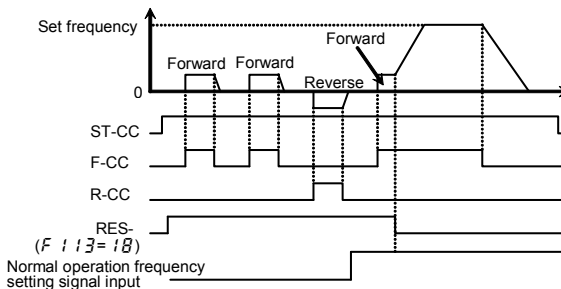 Set frequency
Forward
Forward Forward
Reverse
0
ST-CC
F-CC
R-CC
RES-
(F 113=18)
Normal operation frequency
setting signal input